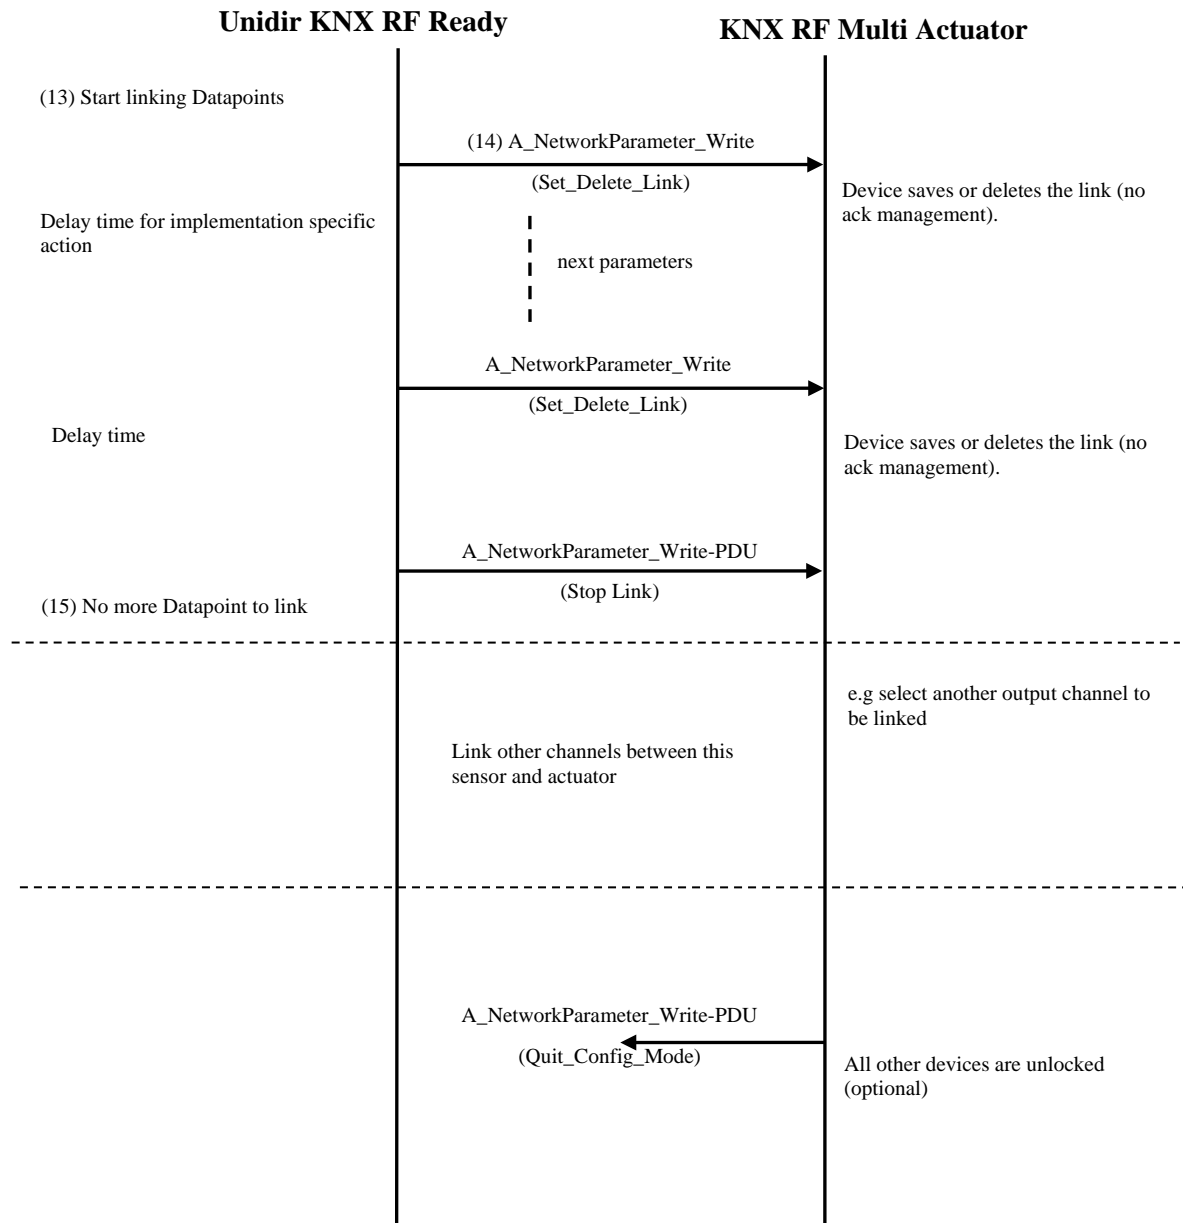 Unidir KNX RF Ready
KNX RF Multi Actuator
(13) Start linking Datapoints
(14) A_NetworkParameter_Write
(Set_Delete_Link)
Device saves or deletes the link (no
ack management).
Delay time for implementation specific
action
next parameters
A_NetworkParameter_Write
(Set_Delete_Link)
Delay time
Device saves or deletes the link (no
ack management).
A_NetworkParameter_Write-PDU
(Stop Link)
(15) No more Datapoint to link
e.g select another output channel to
be linked
Link other channels between this
sensor and actuator
A_NetworkParameter_Write-PDU
(Quit_Config_Mode)
All other devices are unlocked
(optional)